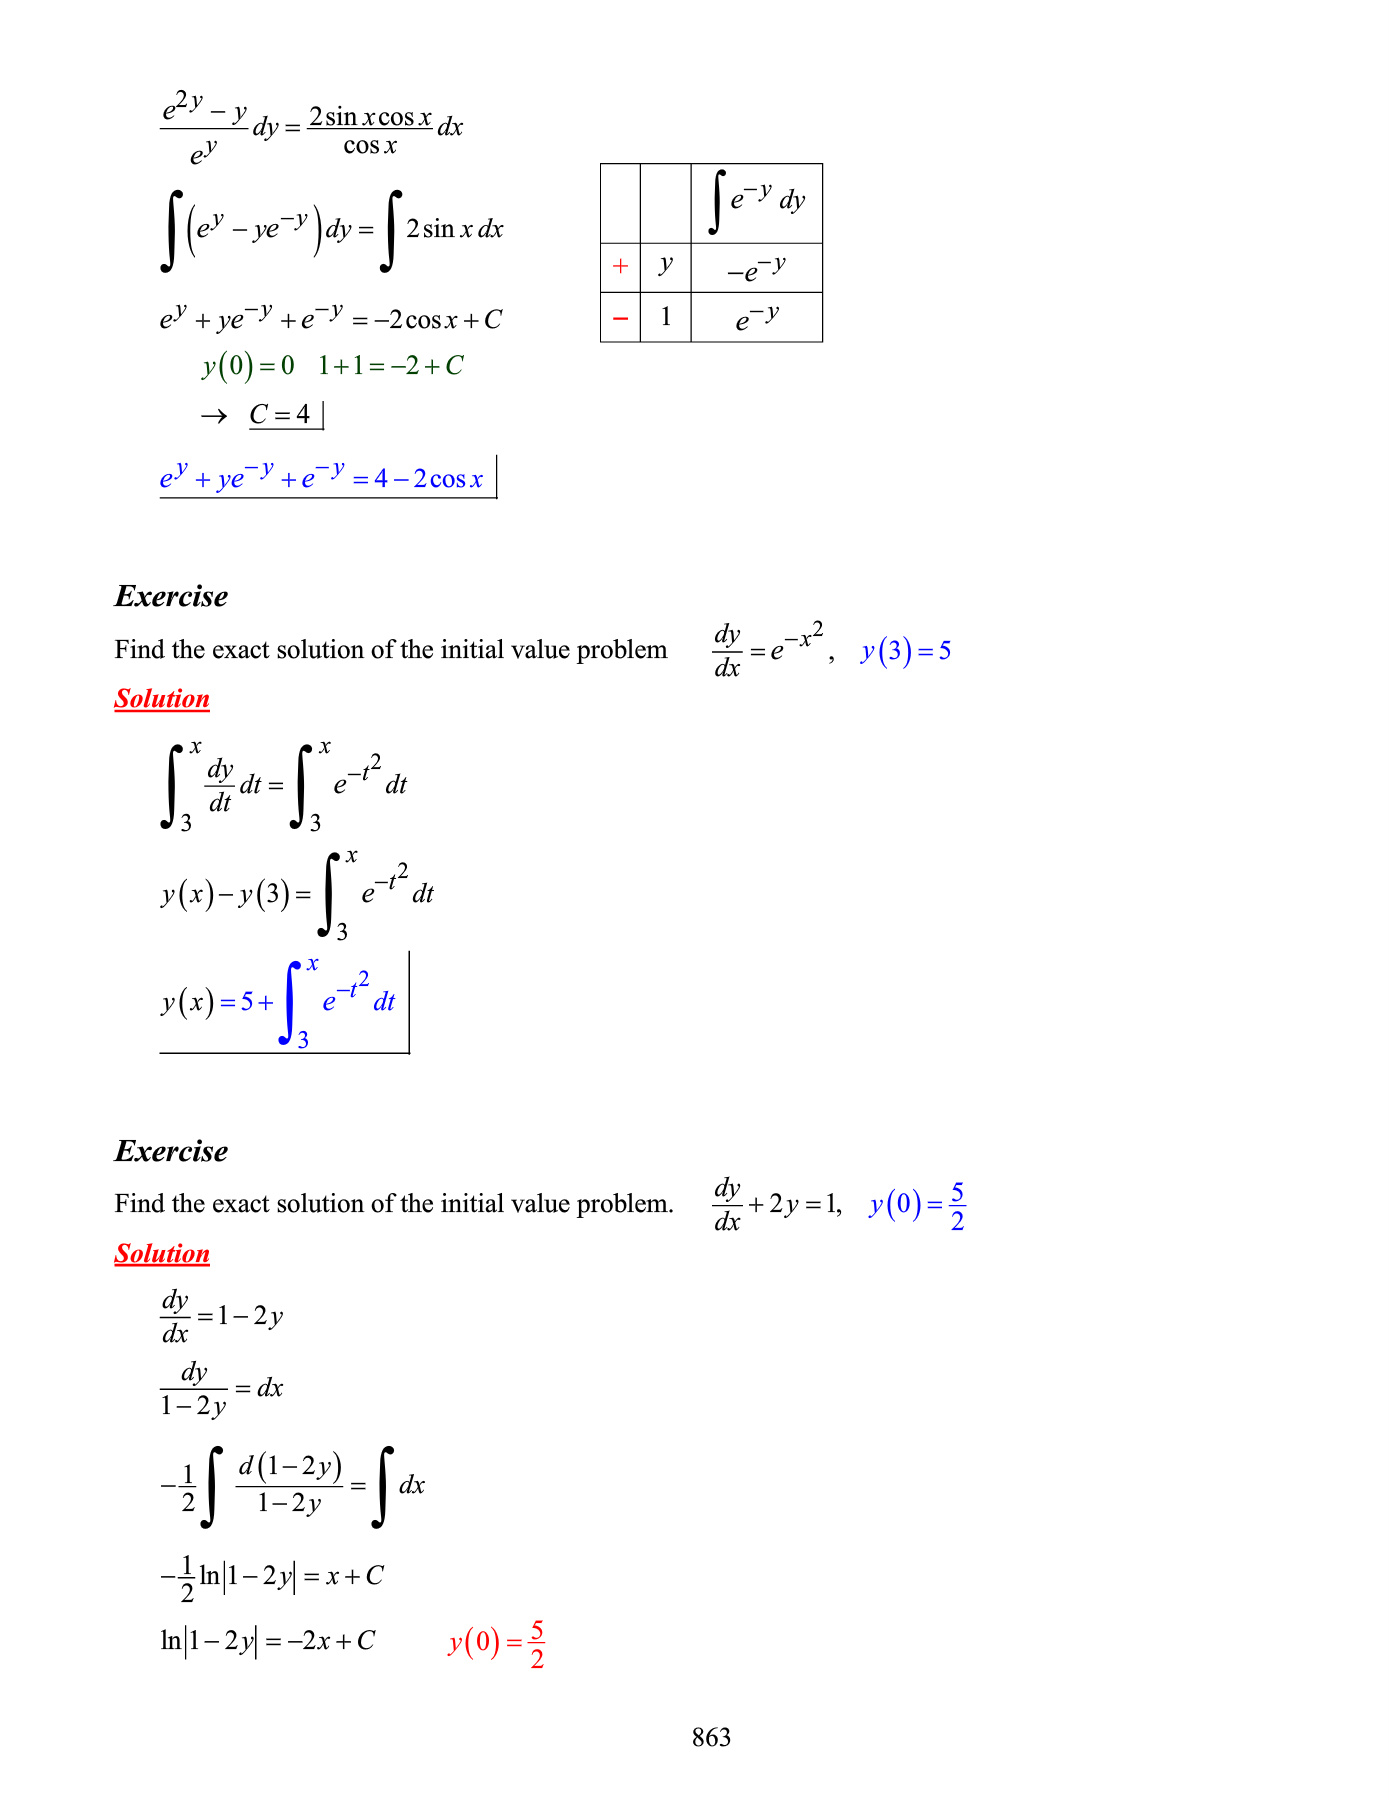 \frac{e^{2y} - y}{e^y} dy = \frac{2\sin x \cos x}{\cos x} dx
\int \left( e^y - ye^{-y} \right) dy = \int 2\sin x \, dx
e^y + ye^{-y} + e^{-y} = -2\cos x + C
y(0) = 0   1 + 1 = -2 + C
→ C = 4
e^y + ye^{-y} + e^{-y} = 4 - 2\cos x
\int e^{-y} \, dy
+ y -e^{-y}
- 1 e^{-y}
Exercise
Find the exact solution of the initial value problem   \frac{dy}{dx} = e^{-x^2},   y(3) = 5
Solution
\int_3^x \frac{dy}{dt} dt = \int_3^x e^{-t^2} dt
y(x) - y(3) = \int_3^x e^{-t^2} dt
y(x) = 5 + \int_3^x e^{-t^2} dt
Exercise
Find the exact solution of the initial value problem.   \frac{dy}{dx} + 2y = 1,   y(0) = \frac{5}{2}
Solution
\frac{dy}{dx} = 1 - 2y
\frac{dy}{1 - 2y} = dx
-\frac{1}{2} \int \frac{d(1 - 2y)}{1 - 2y} = \int dx
-\frac{1}{2} \ln|1 - 2y| = x + C
\ln|1 - 2y| = -2x + C   y(0) = \frac{5}{2}
863